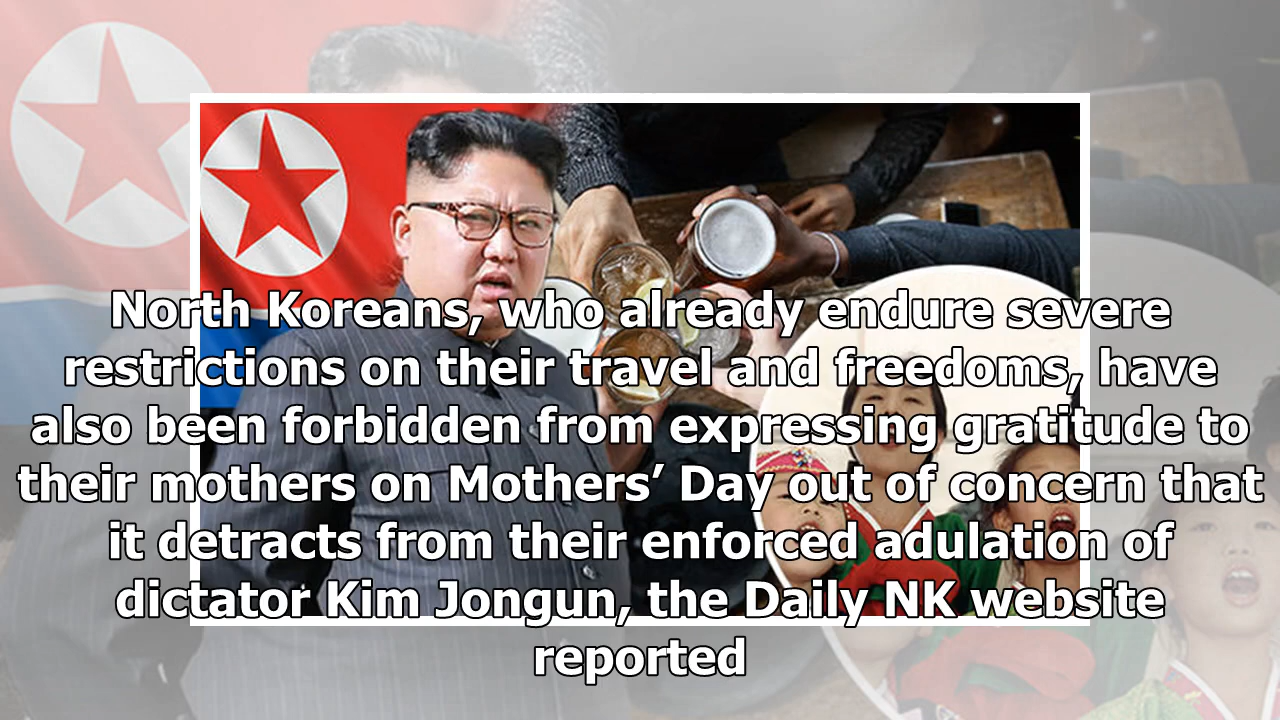 North Koreans, who already endure severe
restrictions on their travel and freedoms, have
also been forbidden from expressing gratitude to
their mothers on Mothers’ Day out of concern that
it detracts from their enforced adulation of
dictator Kim Jongun, the Daily NK website
reported